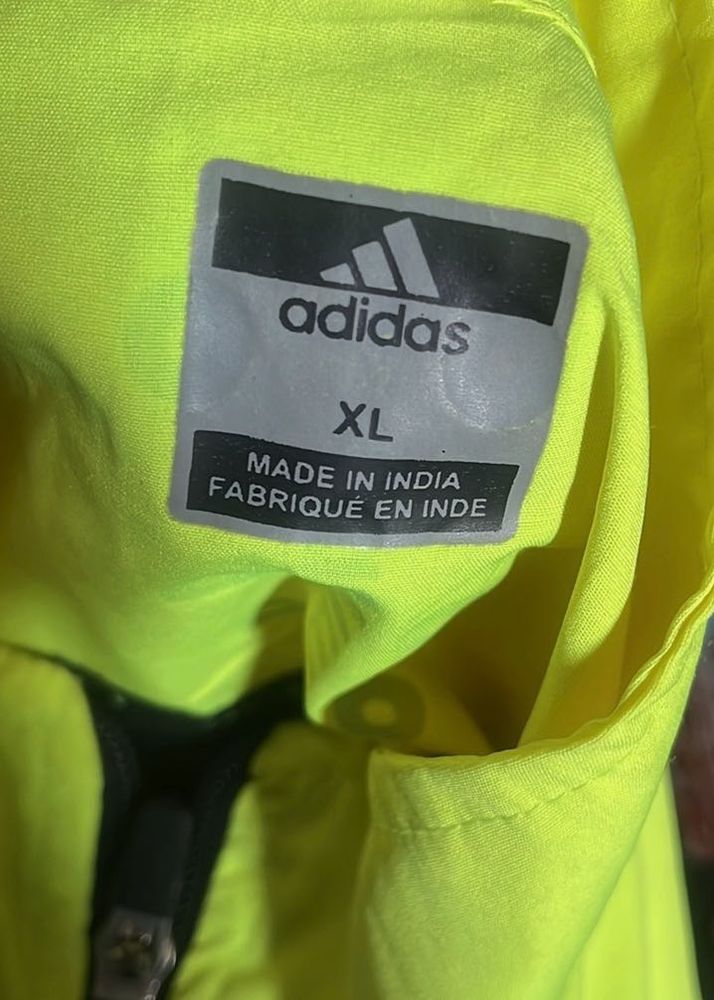 adidas
XL
MADE IN INDIA
FABRIQUÉ EN INDE